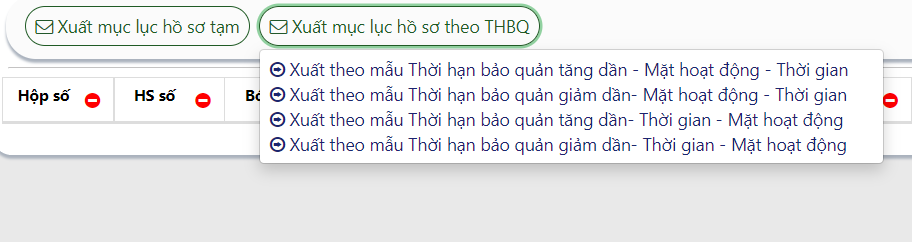 Xuất mục lục hồ sơ tạm
Xuất mục lục hồ sơ theo THBQ
Xuất theo mẫu Thời hạn bảo quản tăng dần - Mặt hoạt động - Thời gian
Xuất theo mẫu Thời hạn bảo quản giảm dần- Mặt hoạt động - Thời gian
Xuất theo mẫu Thời hạn bảo quản tăng dần- Thời gian - Mặt hoạt động
Xuất theo mẫu Thời hạn bảo quản giảm dần- Thời gian - Mặt hoạt động
Hộp số
HS số